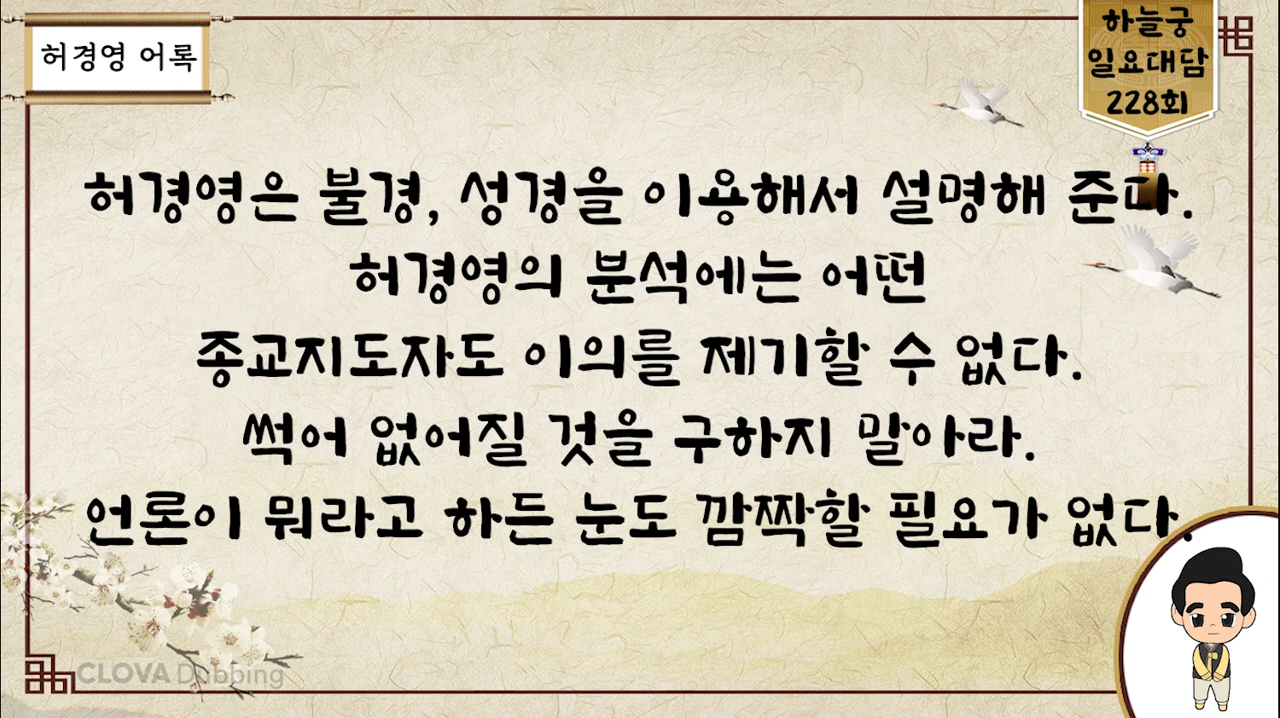 허경영 어록
하늘궁
일요대담
228회
허경영은 불경, 성경을 이용해서 설명해 준다.
허경영의 분석에는 어떤
종교지도자도 이의를 제기할 수 없다.
썩어 없어질 것을 구하지 말아라.
언론이 뭐라고 하든 눈도 깜짝할 필요가 없다.
CLOVA Dubbing